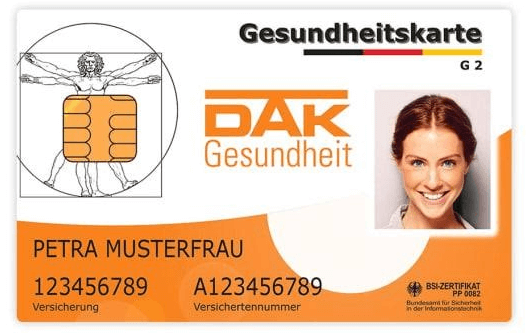 Gesundheitskarte
G 2
DAK
Gesundheit
PETRA MUSTERFRAU
123456789 A123456789
Versicherung Versichertennummer
BSI-ZERTIFIKAT
PP 0082
Bundesamt für Sicherheit
in der Informationstechnik